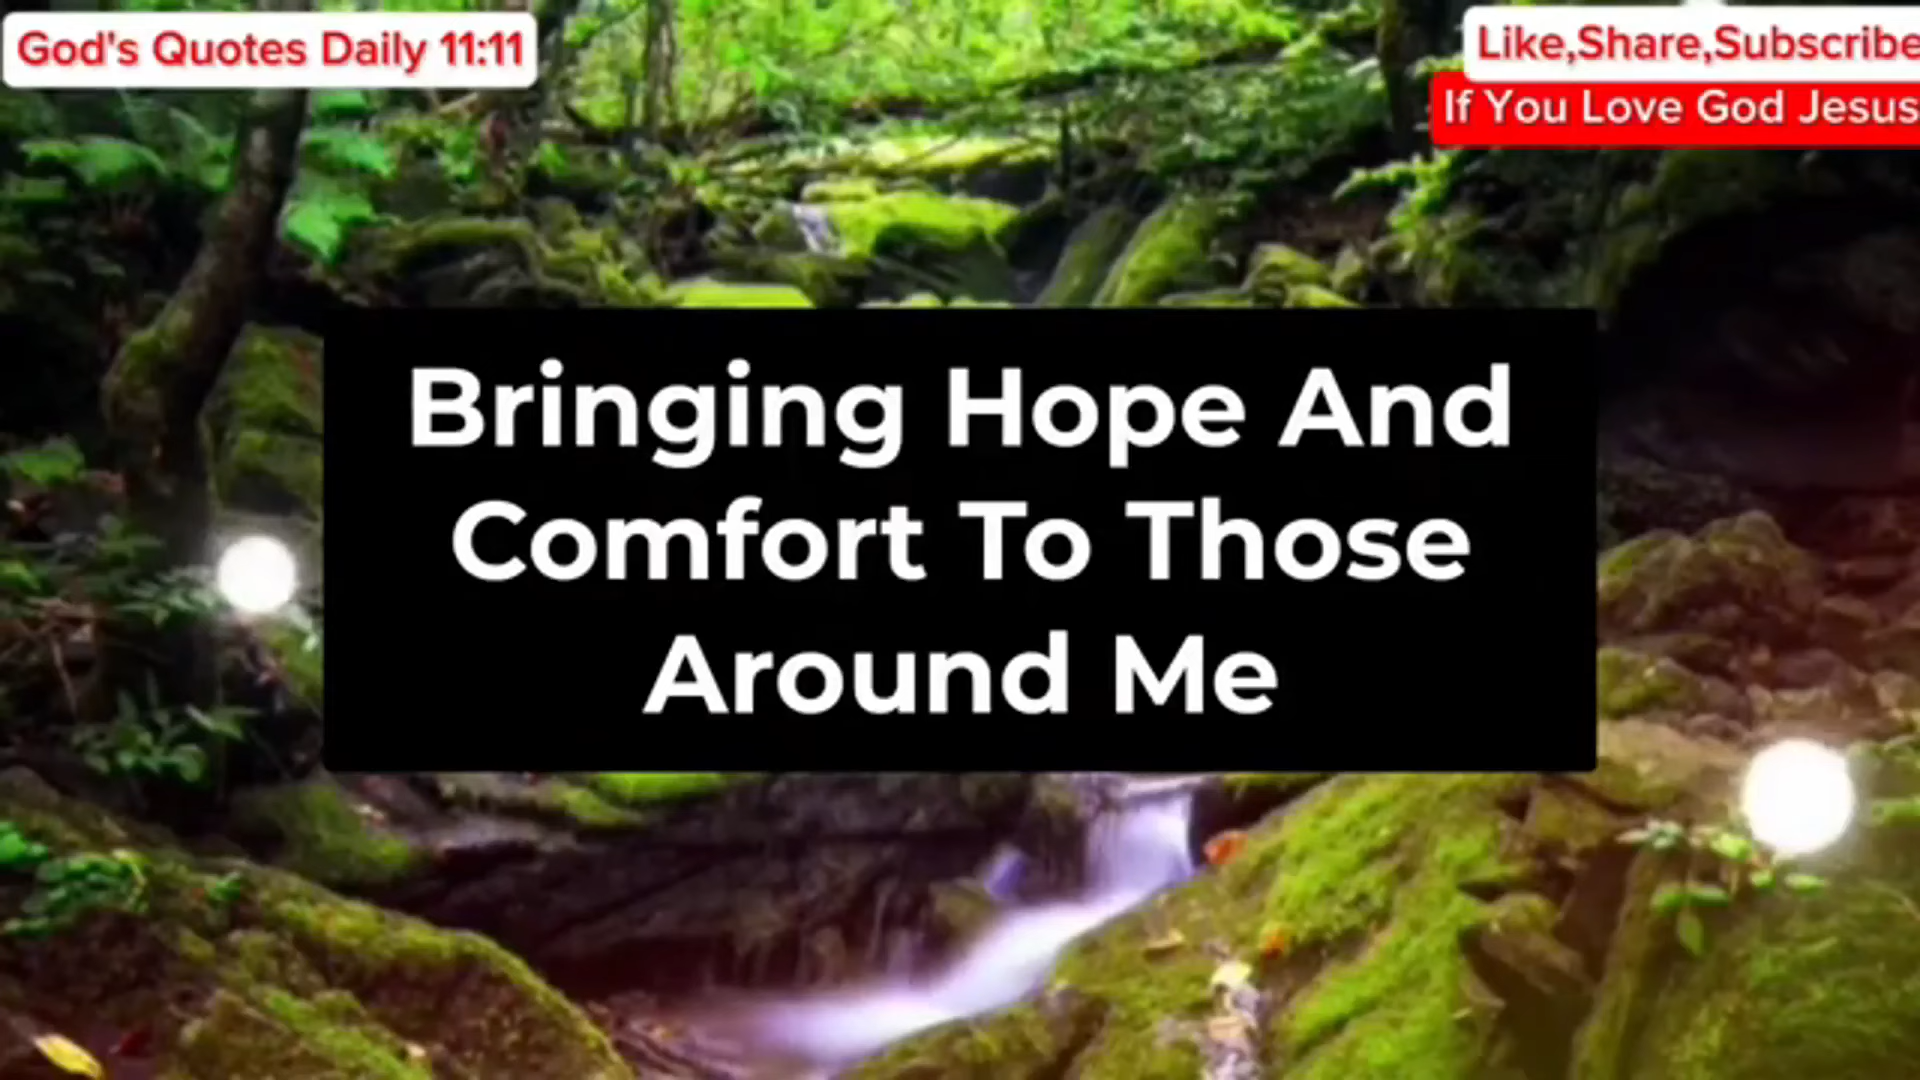 God's Quotes Daily 11:11
Like,Share,Subscribe
If You Love God Jesus
Bringing Hope And
Comfort To Those
Around Me